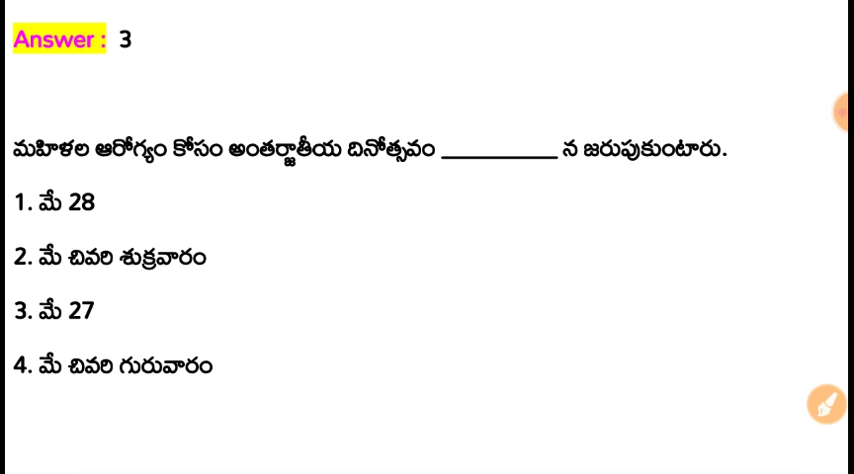 Answer : 3
మహిళల ఆరోగ్యం కోసం అంతర్జాతీయ దినోత్సవం __________ న జరుపుకుంటారు.
1. మే 28
2. మే చివరి శుక్రవారం
3. మే 27
4. మే చివరి గురువారం